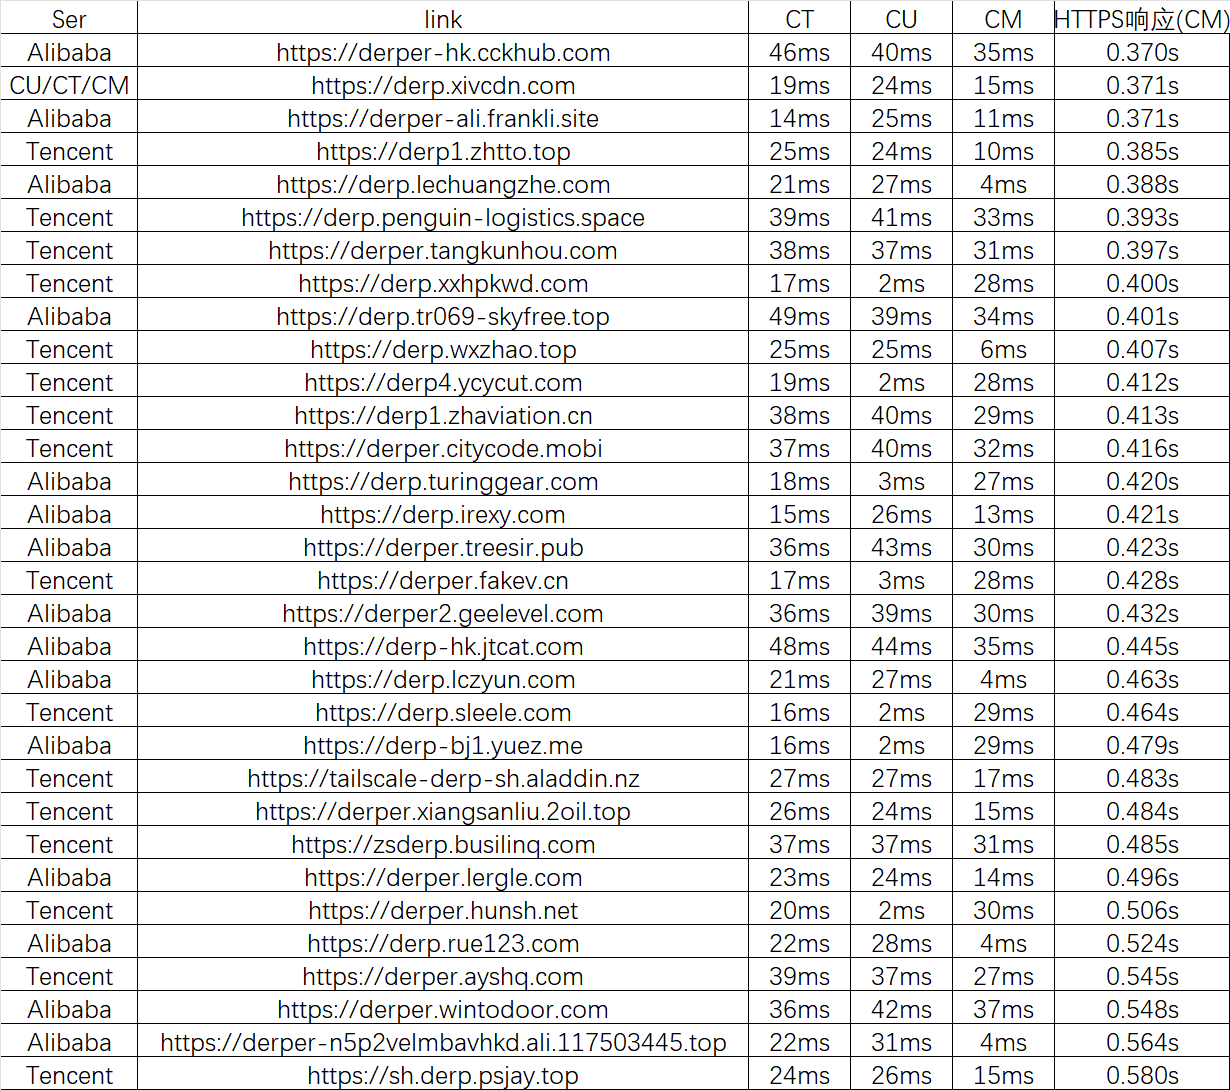 Ser link CT CU CM HTTPS响应(CM)
Alibaba https://derper-hk.cckhub.com 46ms 40ms 35ms 0.370s
CU/CT/CM https://derp.xivcdn.com 19ms 24ms 15ms 0.371s
Alibaba https://derper-ali.frankli.site 14ms 25ms 11ms 0.371s
Tencent https://derp1.zhtto.top 25ms 24ms 10ms 0.385s
Alibaba https://derp.lechuangzhe.com 21ms 27ms 4ms 0.388s
Tencent https://derp.penguin-logistics.space 39ms 41ms 33ms 0.393s
Tencent https://derper.tangkunhou.com 38ms 37ms 31ms 0.397s
Tencent https://derp.xxhpkwd.com 17ms 2ms 28ms 0.400s
Alibaba https://derp.tr069-skyfree.top 49ms 39ms 34ms 0.401s
Tencent https://derp.wxzhao.top 25ms 25ms 6ms 0.407s
Tencent https://derp4.ycycut.com 19ms 2ms 28ms 0.412s
Tencent https://derp1.zhaviation.cn 38ms 40ms 29ms 0.413s
Tencent https://derper.citycode.mobi 37ms 40ms 32ms 0.416s
Alibaba https://derp.turinggear.com 18ms 3ms 27ms 0.420s
Alibaba https://derp.irexy.com 15ms 26ms 13ms 0.421s
Alibaba https://derper.treesir.pub 36ms 43ms 30ms 0.423s
Tencent https://derper.fakev.cn 17ms 3ms 28ms 0.428s
Alibaba https://derper2.geelevel.com 36ms 39ms 30ms 0.432s
Alibaba https://derp-hk.jtcat.com 48ms 44ms 35ms 0.445s
Alibaba https://derp.lczyun.com 21ms 27ms 4ms 0.463s
Tencent https://derp.sleele.com 16ms 2ms 29ms 0.464s
Alibaba https://derp-bj1.yuez.me 16ms 2ms 29ms 0.479s
Tencent https://tailscale-derp-sh.aladdin.nz 27ms 27ms 17ms 0.483s
Tencent https://derper.xiangsanliu.2oil.top 26ms 24ms 15ms 0.484s
Tencent https://zsderp.busilinq.com 37ms 37ms 31ms 0.485s
Alibaba https://derper.lergle.com 23ms 24ms 14ms 0.496s
Tencent https://derper.hunsh.net 20ms 2ms 30ms 0.506s
Alibaba https://derp.rue123.com 22ms 28ms 4ms 0.524s
Tencent https://derper.ayshq.com 39ms 37ms 27ms 0.545s
Alibaba https://derper.wintodoor.com 36ms 42ms 37ms 0.548s
Alibaba https://derper-n5p2velmbavhkd.ali.117503445.top 22ms 31ms 4ms 0.564s
Tencent https://sh.derp.psjay.top 24ms 26ms 15ms 0.580s